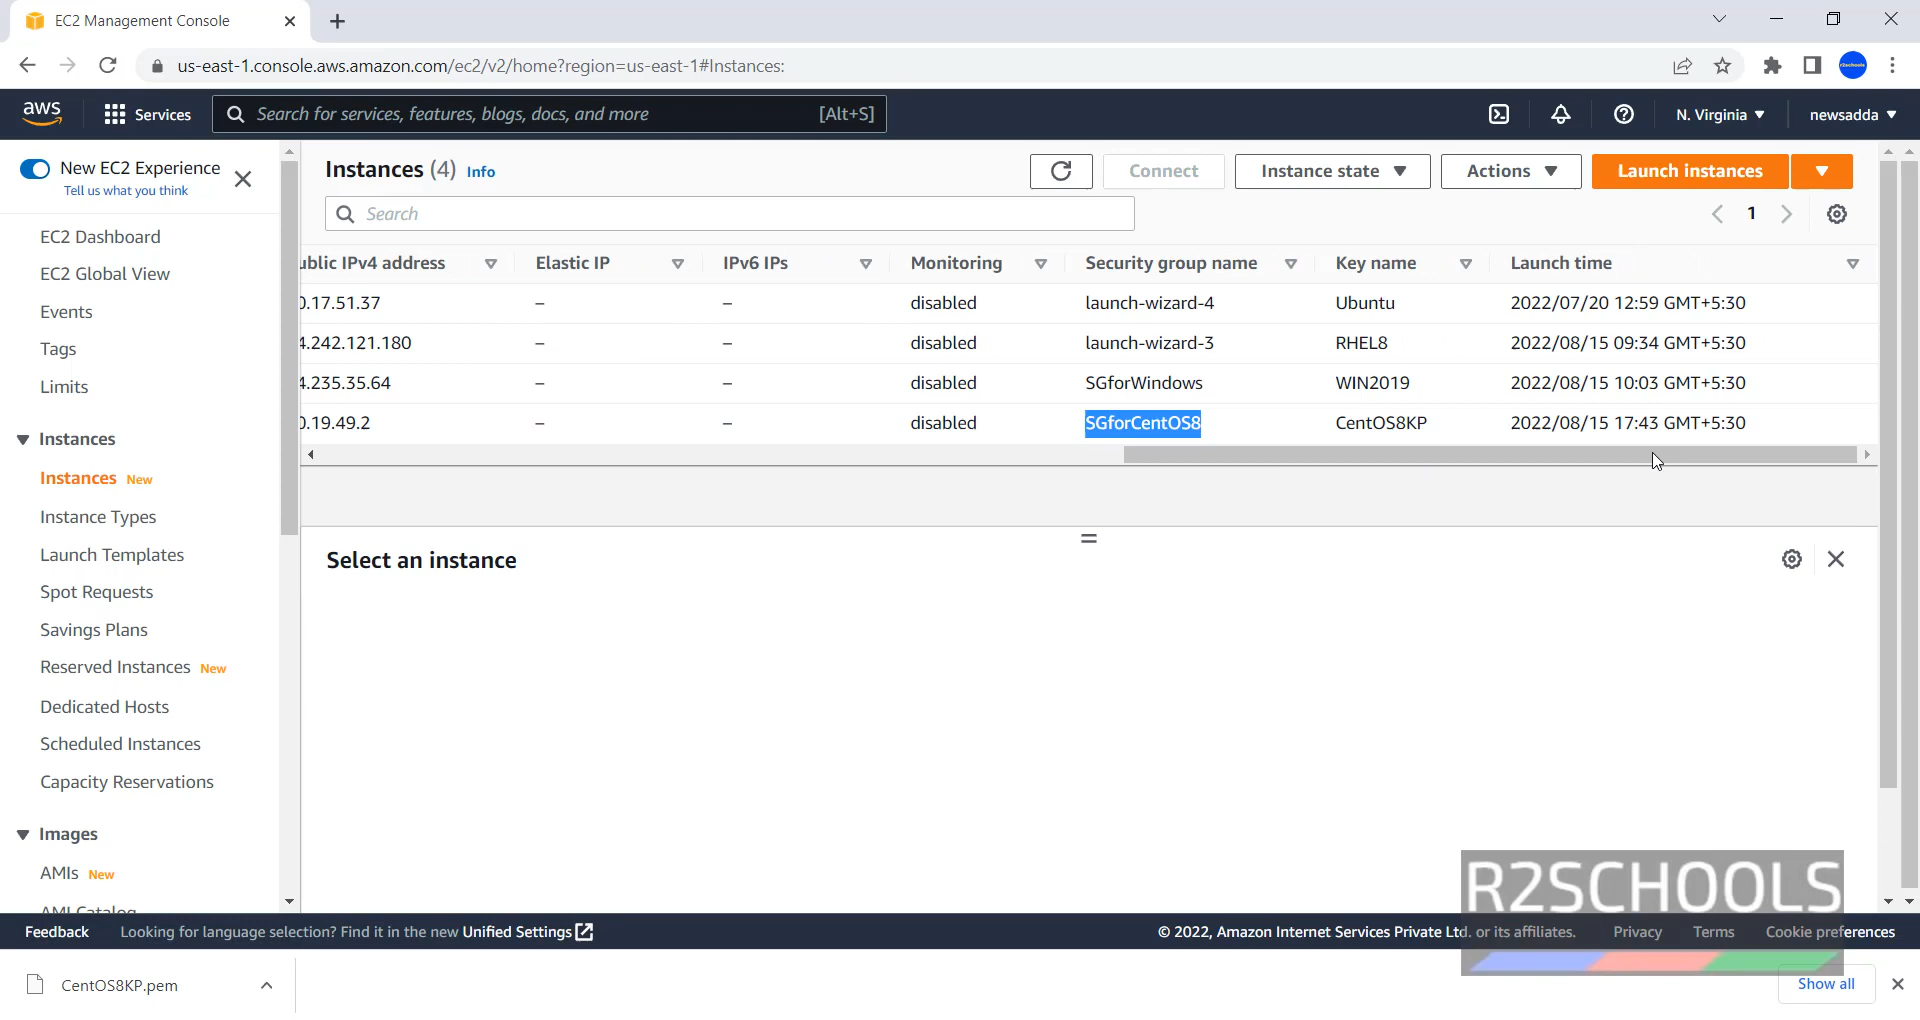 EC2 Management Console
us-east-1.console.aws.amazon.com/ec2/v2/home?region=us-east-1#Instances:
aws
Services
Search for services, features, blogs, docs, and more
[Alt+S]
N. Virginia
newsadda
New EC2 Experience
Tell us what you think
EC2 Dashboard
EC2 Global View
Events
Tags
Limits
Instances
Instances New
Instance Types
Launch Templates
Spot Requests
Savings Plans
Reserved Instances New
Dedicated Hosts
Scheduled Instances
Capacity Reservations
Images
AMIs New
AMI Catalog
Instances (4) Info
Connect
Instance state
Actions
Launch instances
Search
1
ublic IPv4 address Elastic IP IPv6 IPs Monitoring Security group name Key name Launch time
0.17.51.37 – – disabled launch-wizard-4 Ubuntu 2022/07/20 12:59 GMT+5:30
4.242.121.180 – – disabled launch-wizard-3 RHEL8 2022/08/15 09:34 GMT+5:30
4.235.35.64 – – disabled SGforWindows WIN2019 2022/08/15 10:03 GMT+5:30
0.19.49.2 – – disabled SGforCentOS8 CentOS8KP 2022/08/15 17:43 GMT+5:30
Select an instance
R2SCHOOLS
Feedback
Looking for language selection? Find it in the new Unified Settings
© 2022, Amazon Internet Services Private Ltd. or its affiliates.
Privacy
Terms
Cookie preferences
CentOS8KP.pem
Show all